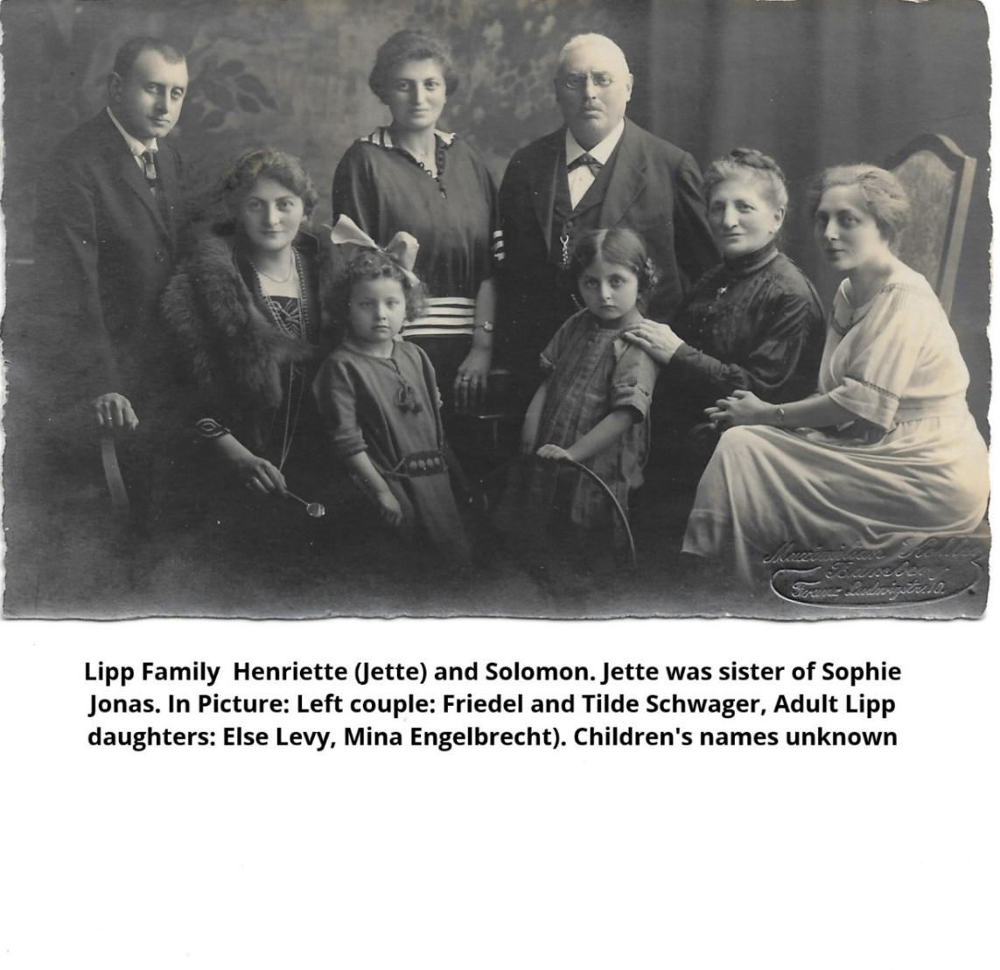 Maximilian
Bamberg
Franz Ludwigstr. 10.
Lipp Family Henriette (Jette) and Solomon. Jette was sister of Sophie
Jonas. In Picture: Left couple: Friedel and Tilde Schwager, Adult Lipp
daughters: Else Levy, Mina Engelbrecht). Children's names unknown